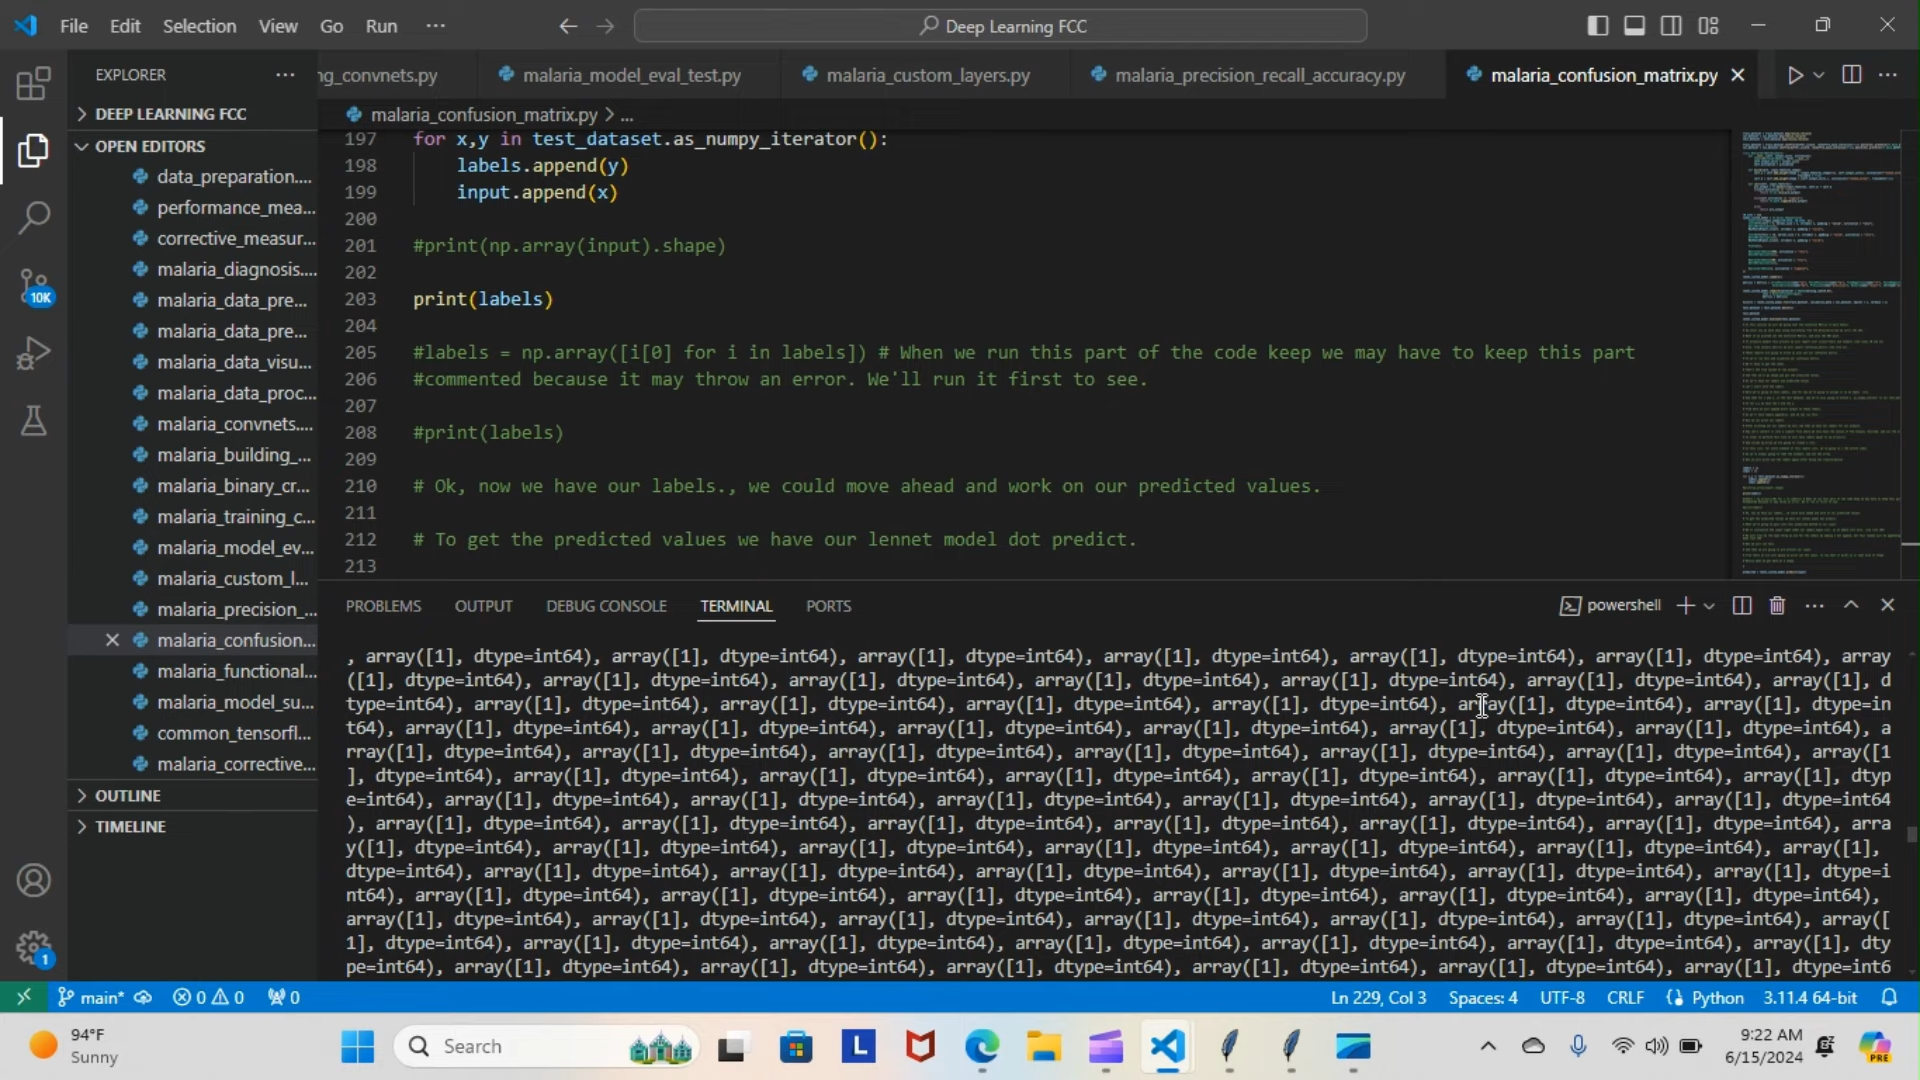 File Edit Selection View Go Run ···
Deep Learning FCC
EXPLORER
ng_convnets.py
malaria_model_eval_test.py
malaria_custom_layers.py
malaria_precision_recall_accuracy.py
malaria_confusion_matrix.py
DEEP LEARNING FCC
malaria_confusion_matrix.py > ...
OPEN EDITORS
data_preparation....
performance_mea...
corrective_measur...
malaria_diagnosis....
malaria_data_pre...
malaria_data_pre...
malaria_data_visu...
malaria_data_proc...
malaria_convnets....
malaria_building_...
malaria_binary_cr...
malaria_training_c...
malaria_model_ev...
malaria_custom_l...
malaria_precision_...
malaria_confusion...
malaria_functional...
malaria_model_su...
common_tensorfl...
malaria_corrective...
OUTLINE
TIMELINE
10K
1
197 for x,y in test_dataset.as_numpy_iterator():
198 labels.append(y)
199 input.append(x)
200
201 #print(np.array(input).shape)
202
203 print(labels)
204
205 #labels = np.array([i[0] for i in labels]) # When we run this part of the code keep we may have to keep this part
206 #commented because it may throw an error. We'll run it first to see.
207
208 #print(labels)
209
210 # Ok, now we have our labels., we could move ahead and work on our predicted values.
211
212 # To get the predicted values we have our lennet model dot predict.
213
PROBLEMS OUTPUT DEBUG CONSOLE TERMINAL PORTS
powershell
, array([1], dtype=int64), array([1], dtype=int64), array([1], dtype=int64), array([1], dtype=int64), array([1], dtype=int64), array([1], dtype=int64), array
([1], dtype=int64), array([1], dtype=int64), array([1], dtype=int64), array([1], dtype=int64), array([1], dtype=int64), array([1], dtype=int64), array([1], d
type=int64), array([1], dtype=int64), array([1], dtype=int64), array([1], dtype=int64), array([1], dtype=int64), array([1], dtype=int64), array([1], dtype=in
t64), array([1], dtype=int64), array([1], dtype=int64), array([1], dtype=int64), array([1], dtype=int64), array([1], dtype=int64), array([1], dtype=int64), a
rray([1], dtype=int64), array([1], dtype=int64), array([1], dtype=int64), array([1], dtype=int64), array([1], dtype=int64), array([1], dtype=int64), array([1
], dtype=int64), array([1], dtype=int64), array([1], dtype=int64), array([1], dtype=int64), array([1], dtype=int64), array([1], dtype=int64), array([1], dtyp
e=int64), array([1], dtype=int64), array([1], dtype=int64), array([1], dtype=int64), array([1], dtype=int64), array([1], dtype=int64), array([1], dtype=int64
), array([1], dtype=int64), array([1], dtype=int64), array([1], dtype=int64), array([1], dtype=int64), array([1], dtype=int64), array([1], dtype=int64), arra
y([1], dtype=int64), array([1], dtype=int64), array([1], dtype=int64), array([1], dtype=int64), array([1], dtype=int64), array([1], dtype=int64), array([1],
dtype=int64), array([1], dtype=int64), array([1], dtype=int64), array([1], dtype=int64), array([1], dtype=int64), array([1], dtype=int64), array([1], dtype=i
nt64), array([1], dtype=int64), array([1], dtype=int64), array([1], dtype=int64), array([1], dtype=int64), array([1], dtype=int64), array([1], dtype=int64),
array([1], dtype=int64), array([1], dtype=int64), array([1], dtype=int64), array([1], dtype=int64), array([1], dtype=int64), array([1], dtype=int64), array([
1], dtype=int64), array([1], dtype=int64), array([1], dtype=int64), array([1], dtype=int64), array([1], dtype=int64), array([1], dtype=int64), array([1], dty
pe=int64), array([1], dtype=int64), array([1], dtype=int64), array([1], dtype=int64), array([1], dtype=int64), array([1], dtype=int64), array([1], dtype=int6
main* 0 0 0
Ln 229, Col 3 Spaces: 4 UTF-8 CRLF Python 3.11.4 64-bit
94°F
Sunny
Search
L
9:22 AM
6/15/2024
PRE